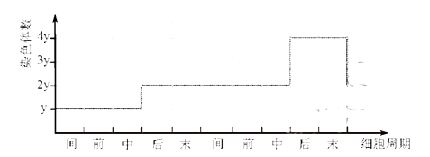 染色体数
4y
3y
2y
y
间 前 中 后 末 间 前 中 后 末 细胞周期